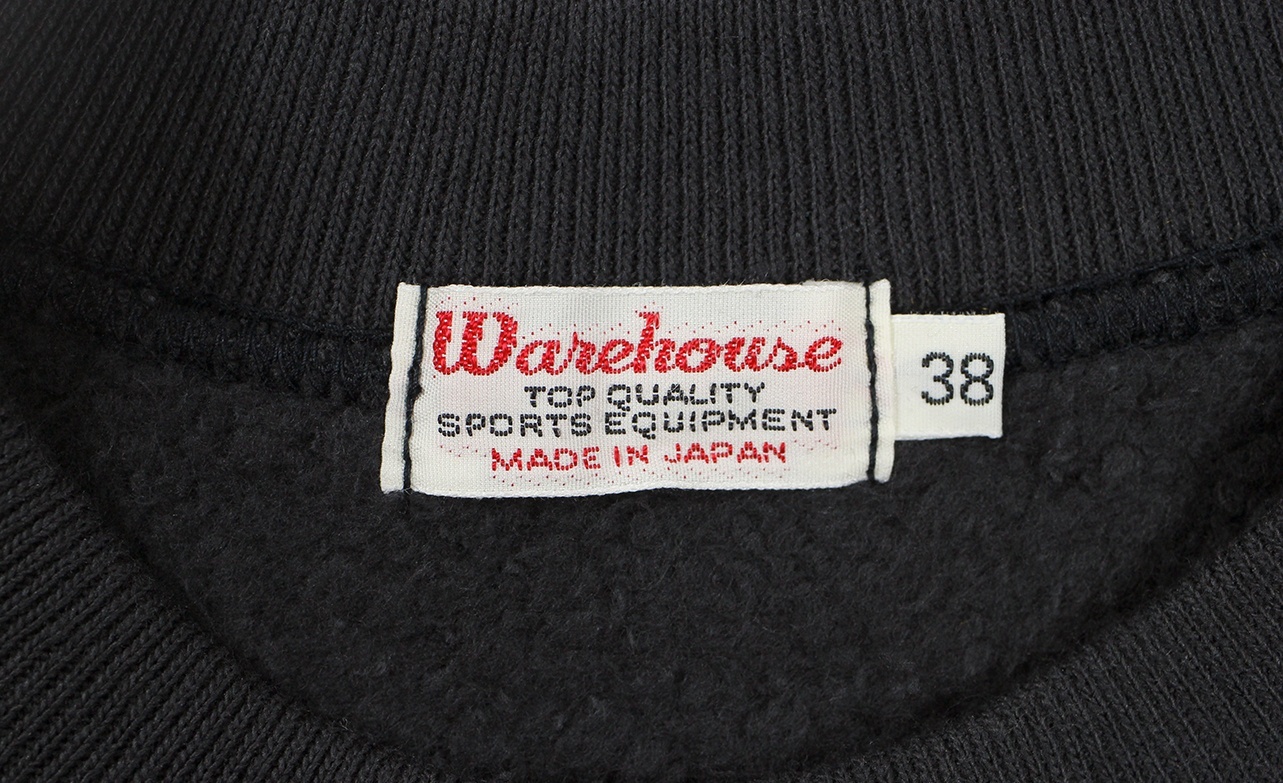 Warehouse
TOP QUALITY
SPORTS EQUIPMENT
MADE IN JAPAN
38